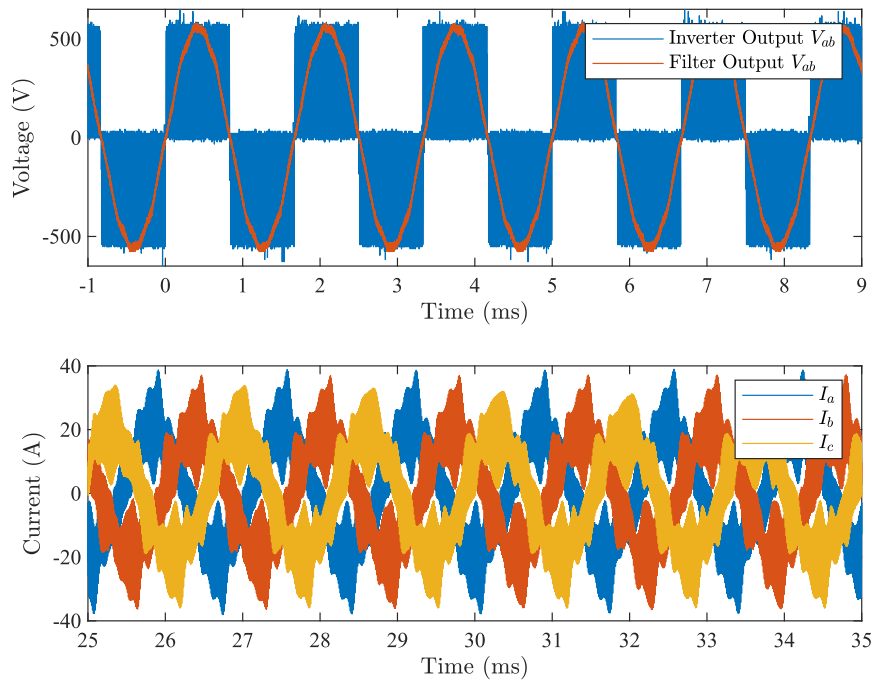 500
0
-500
Voltage (V)
Inverter Output V_ab
Filter Output V_ab
-1 0 1 2 3 4 5 6 7 8 9
Time (ms)
40
20
0
-20
-40
Current (A)
I_a
I_b
I_c
25 26 27 28 29 30 31 32 33 34 35
Time (ms)